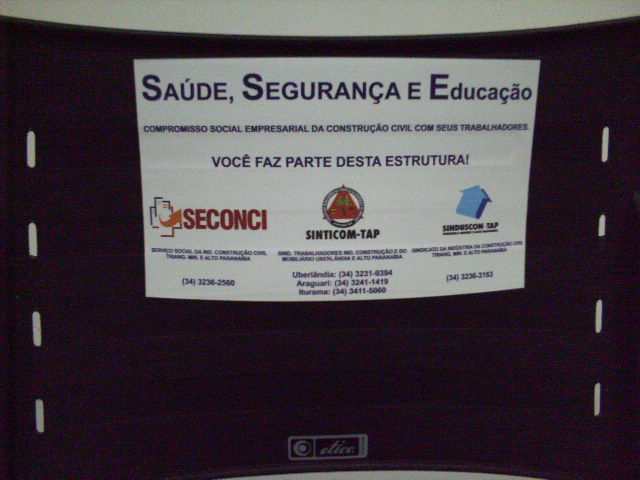 SAÚDE, SEGURANÇA E EDUCAÇÃO
COMPROMISSO SOCIAL EMPRESARIAL DA CONSTRUÇÃO CIVIL COM SEUS TRABALHADORES.
VOCÊ FAZ PARTE DESTA ESTRUTURA!
SECONCI
SERVIÇO SOCIAL DA IND. CONSTRUÇÃO CIVIL
TRIANG. MIN. E ALTO PARANAÍBA
(34) 3236-2560
SINTICOM-TAP
SIND. TRABALHADORES IND. CONSTRUÇÃO E DO
MOBILIÁRIO UBERLÂNDIA E ALTO PARANAÍBA
Uberlândia: (34) 3231-8394
Araguari: (34) 3241-1419
Iturama: (34) 3411-5060
SINDUSCON-TAP
SINDICATO DA INDÚSTRIA DA CONSTRUÇÃO CIVIL
TRIANG. MIN. E ALTO PARANAÍBA
(34) 3236-3163